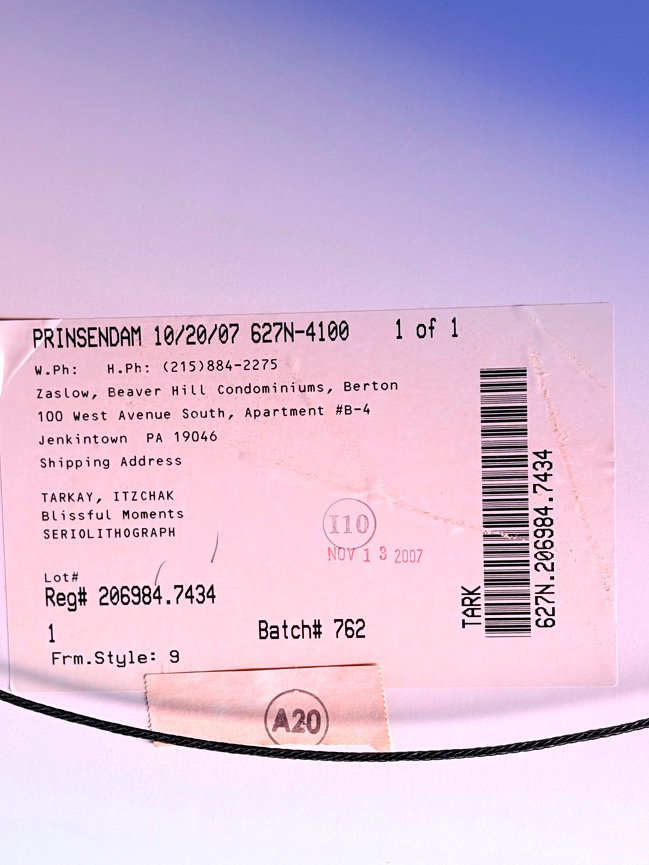 PRINSENDAM 10/20/07 627N-4100 1 of 1
W.Ph: H.Ph: (215)884-2275
Zaslow, Beaver Hill Condominiums, Berton
100 West Avenue South, Apartment #B-4
Jenkintown PA 19046
Shipping Address
TARKAY, ITZCHAK
Blissful Moments
SERIOLITHOGRAPH
I10
NOV 13 2007
Lot#
Reg# 206984.7434
1 Batch# 762
Frm.Style: 9
TARK
627N.206984.7434
A20